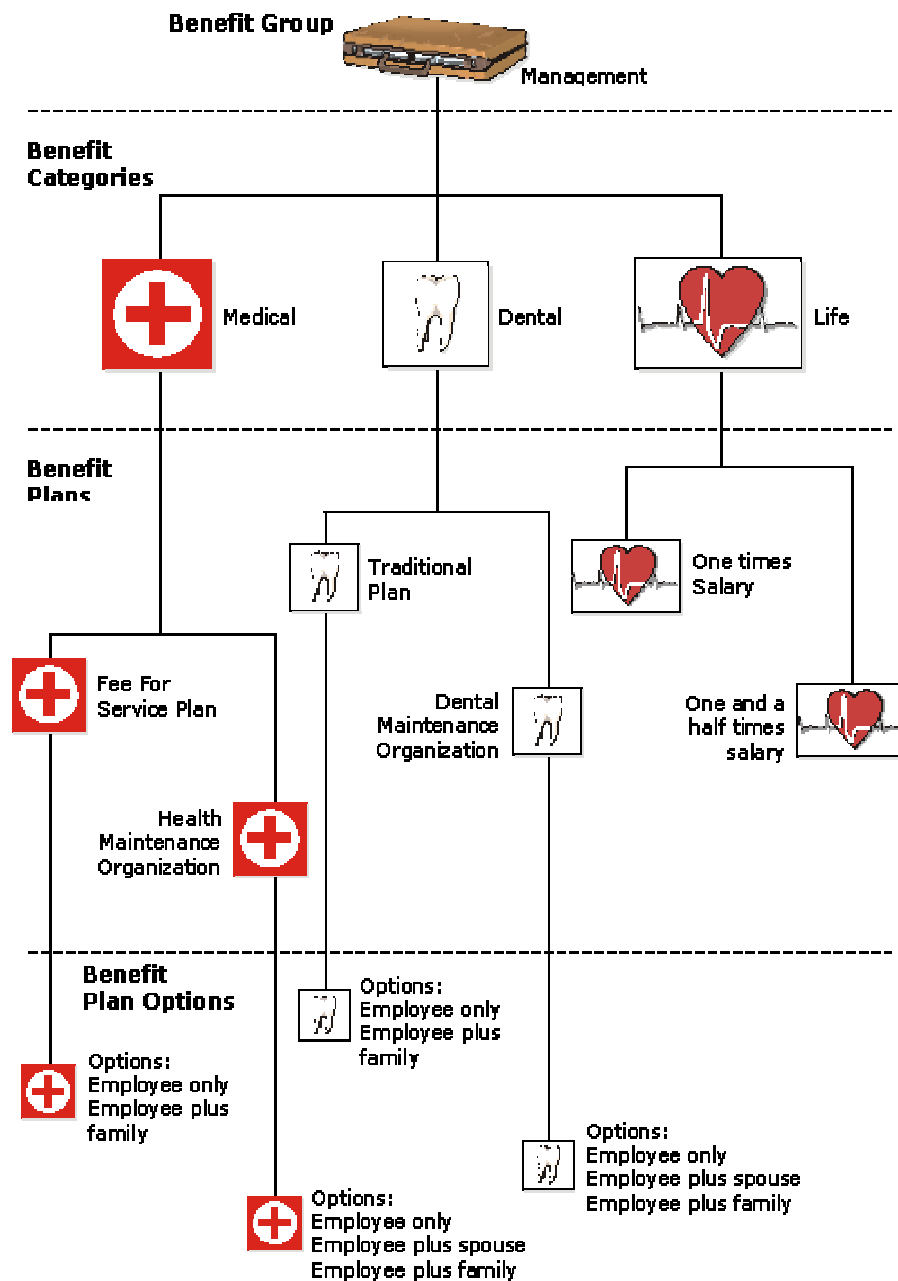 Benefit Group
Management
Benefit
Categories
Medical
Dental
Life
Benefit
Plans
Traditional
Plan
One times
Salary
Fee For
Service Plan
Dental
Maintenance
Organization
One and a
half times
salary
Health
Maintenance
Organization
Benefit
Plan Options
Options:
Employee only
Employee plus
family
Options:
Employee only
Employee plus
family
Options:
Employee only
Employee plus spouse
Employee plus family
Options:
Employee only
Employee plus spouse
Employee plus family